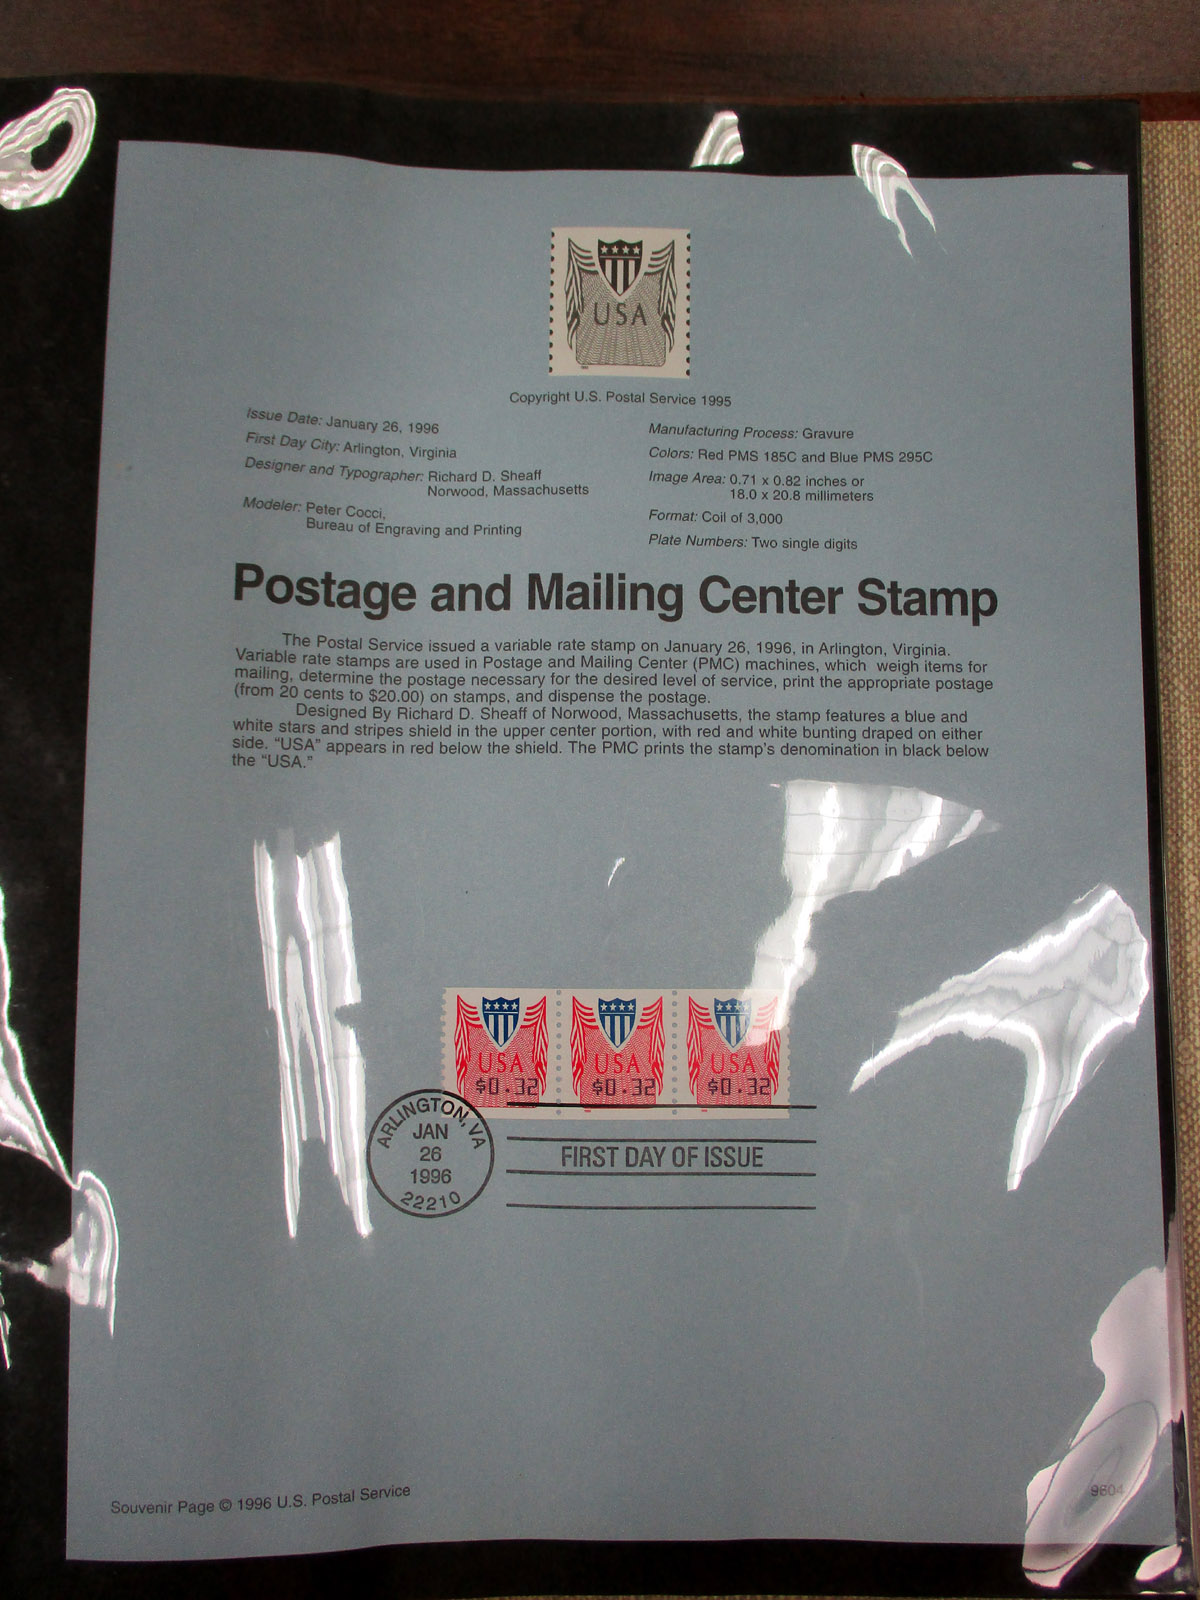 USA
Copyright U.S. Postal Service 1995
Issue Date: January 26, 1996
First Day City: Arlington, Virginia
Designer and Typographer: Richard D. Sheaff
Norwood, Massachusetts
Modeler: Peter Cocci,
Bureau of Engraving and Printing
Manufacturing Process: Gravure
Colors: Red PMS 185C and Blue PMS 295C
Image Area: 0.71 x 0.82 inches or
18.0 x 20.8 millimeters
Format: Coil of 3,000
Plate Numbers: Two single digits
Postage and Mailing Center Stamp
The Postal Service issued a variable rate stamp on January 26, 1996, in Arlington, Virginia.
Variable rate stamps are used in Postage and Mailing Center (PMC) machines, which weigh items for
mailing, determine the postage necessary for the desired level of service, print the appropriate postage
(from 20 cents to $20.00) on stamps, and dispense the postage.
Designed By Richard D. Sheaff of Norwood, Massachusetts, the stamp features a blue and
white stars and stripes shield in the upper center portion, with red and white bunting draped on either
side. "USA" appears in red below the shield. The PMC prints the stamp's denomination in black below
the "USA."
USA USA USA
$0.32 $0.32 $0.32
ARLINGTON, VA
JAN
26
1996
22210
FIRST DAY OF ISSUE
Souvenir Page © 1996 U.S. Postal Service
9604